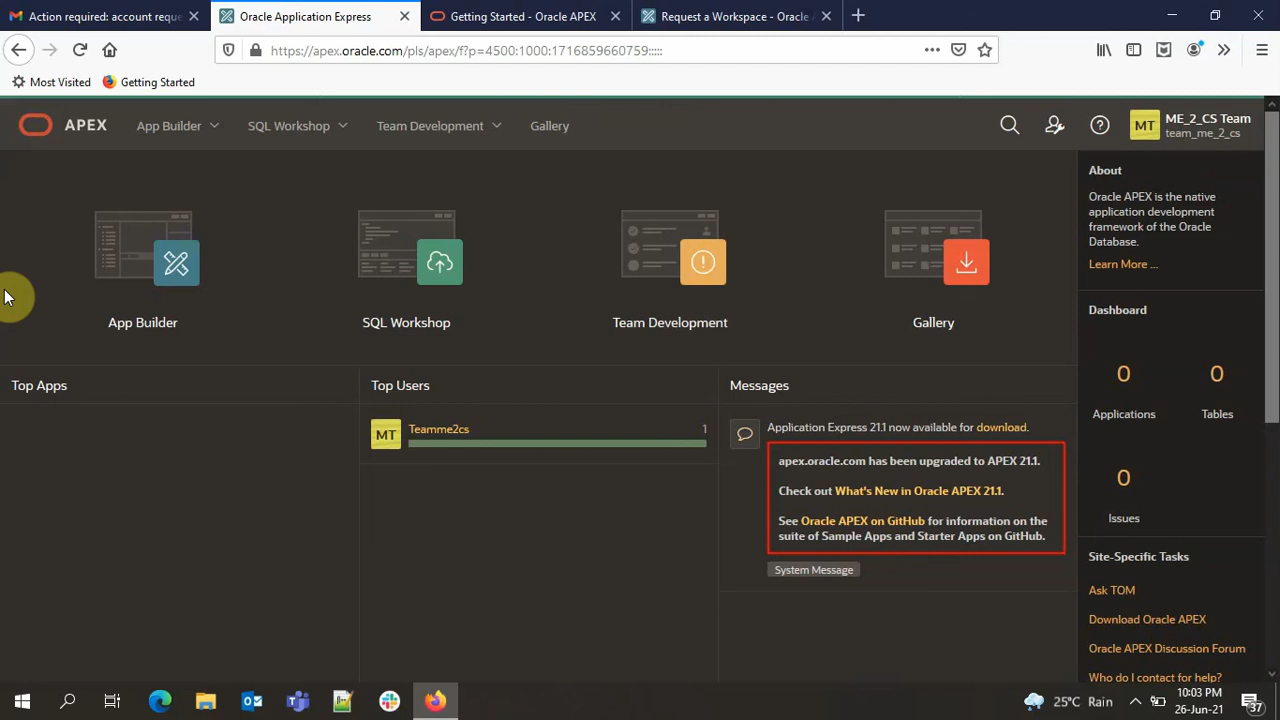 Action required: account reque
Oracle Application Express
Getting Started - Oracle APEX
Request a Workspace - Oracle A
https://apex.oracle.com/pls/apex/f?p=4500:1000:1716859660759:::::
Most Visited
Getting Started
APEX
App Builder
SQL Workshop
Team Development
Gallery
MT
ME_2_CS Team
team_me_2_cs
App Builder
SQL Workshop
Team Development
Gallery
Top Apps
Top Users
MT
Teamme2cs
1
Messages
Application Express 21.1 now available for download.
apex.oracle.com has been upgraded to APEX 21.1.
Check out What's New in Oracle APEX 21.1.
See Oracle APEX on GitHub for information on the
suite of Sample Apps and Starter Apps on GitHub.
System Message
About
Oracle APEX is the native
application development
framework of the Oracle
Database.
Learn More ...
Dashboard
0
0
Applications
Tables
0
Issues
Site-Specific Tasks
Ask TOM
Download Oracle APEX
Oracle APEX Discussion Forum
Who do I contact for help?
25°C Rain
10:03 PM
26-Jun-21
37